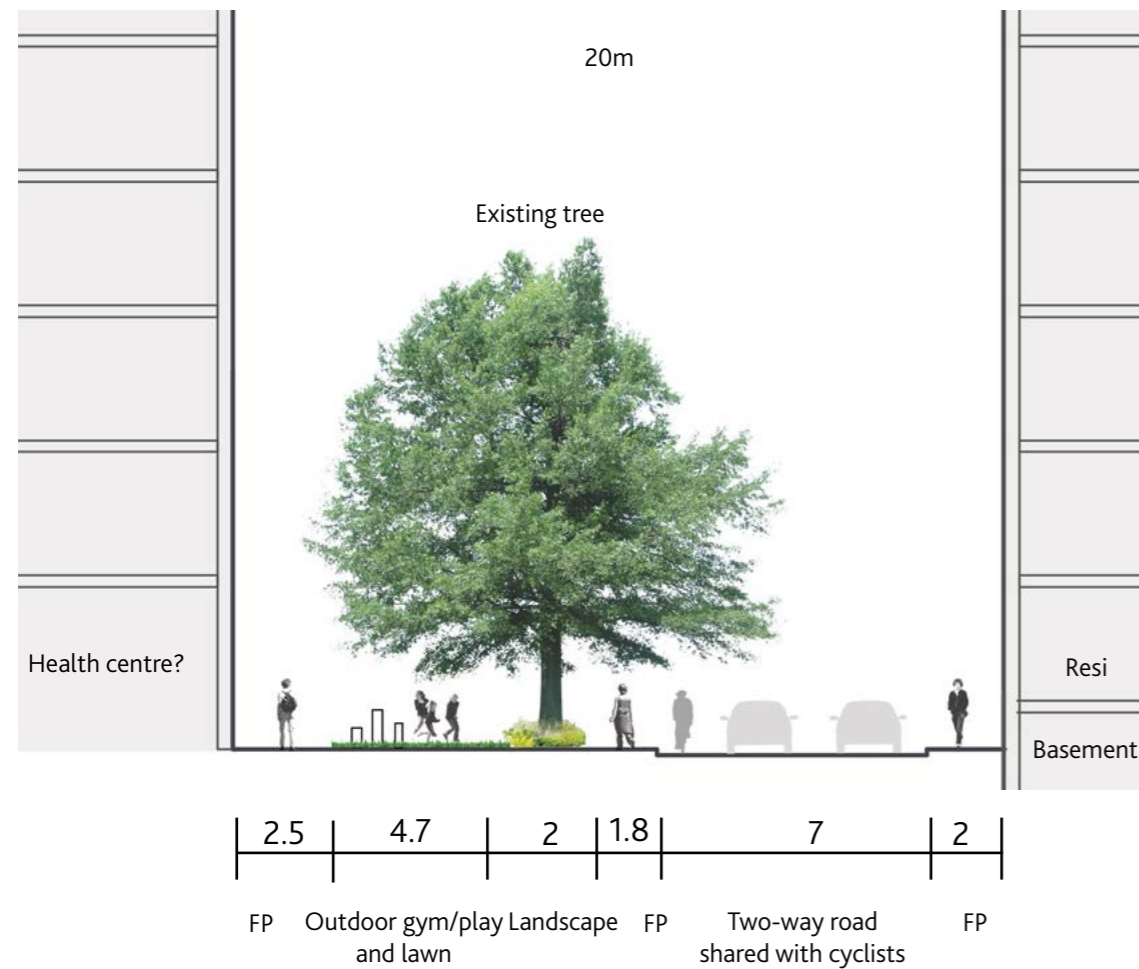 20m
Existing tree
Health centre?
Resi
Basement
2.5 4.7 2 1.8 7 2
FP Outdoor gym/play Landscape FP Two-way road FP
and lawn shared with cyclists